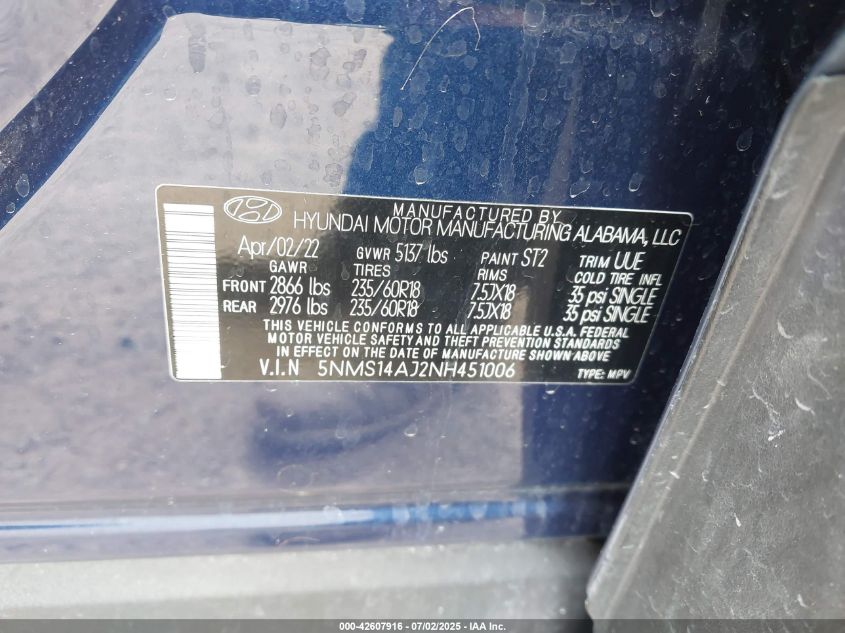 MANUFACTURED BY
HYUNDAI MOTOR MANUFACTURING ALABAMA, LLC
Apr/02/22 GVWR 5137 lbs PAINT ST2 TRIM UUE
GAWR TIRES RIMS COLD TIRE INFL
FRONT 2866 lbs 235/60R18 7.5JX18 35 psi SINGLE
REAR 2976 lbs 235/60R18 7.5JX18 35 psi SINGLE
THIS VEHICLE CONFORMS TO ALL APPLICABLE U.S.A. FEDERAL
MOTOR VEHICLE SAFETY AND THEFT PREVENTION STANDARDS
IN EFFECT ON THE DATE OF MANUFACTURE SHOWN ABOVE
V.I.N 5NMS14AJ2NH451006 TYPE: MPV
000-42607916 - 07/02/2025 - IAA Inc.